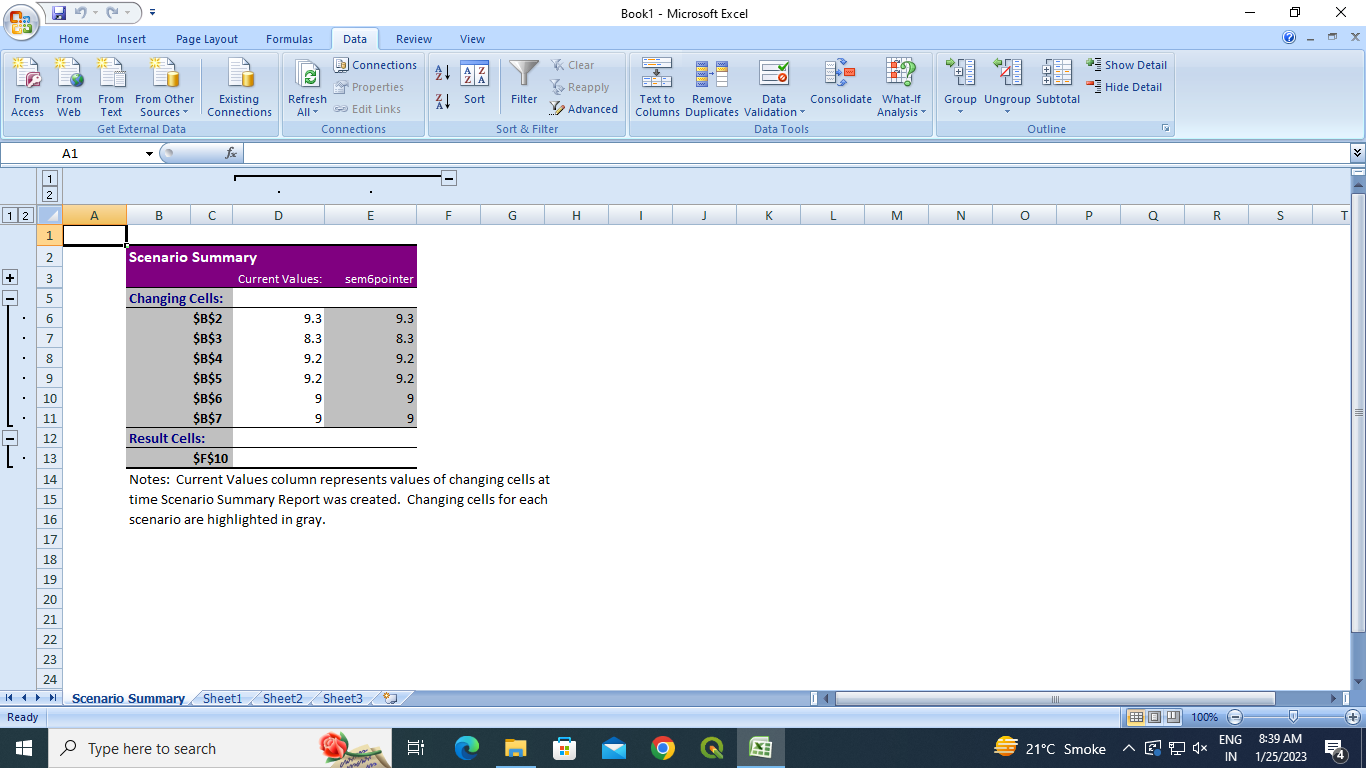 Book1 - Microsoft Excel
Home Insert Page Layout Formulas Data Review View
From Access
From Web
From Text
From Other Sources
Existing Connections
Get External Data
Refresh All
Connections
Properties
Edit Links
Connections
A Z
Z A
A Z Z A
Sort
Filter
Clear
Reapply
Advanced
Sort & Filter
Text to Columns
Remove Duplicates
Data Validation
Consolidate
What-If Analysis
Data Tools
Group
Ungroup
Subtotal
Show Detail
Hide Detail
Outline
A1 fx
1
2
1 2 A B C D E F G H I J K L M N O P Q R S T
1
2 Scenario Summary
3 Current Values: sem6pointer
5 Changing Cells:
6 $B$2 9.3 9.3
7 $B$3 8.3 8.3
8 $B$4 9.2 9.2
9 $B$5 9.2 9.2
10 $B$6 9 9
11 $B$7 9 9
12 Result Cells:
13 $F$10
14 Notes: Current Values column represents values of changing cells at
15 time Scenario Summary Report was created. Changing cells for each
16 scenario are highlighted in gray.
17
18
19
20
21
22
23
24
Scenario Summary Sheet1 Sheet2 Sheet3
Ready 100%
Type here to search 21°C Smoke ENG 8:39 AM
IN 1/25/2023 4